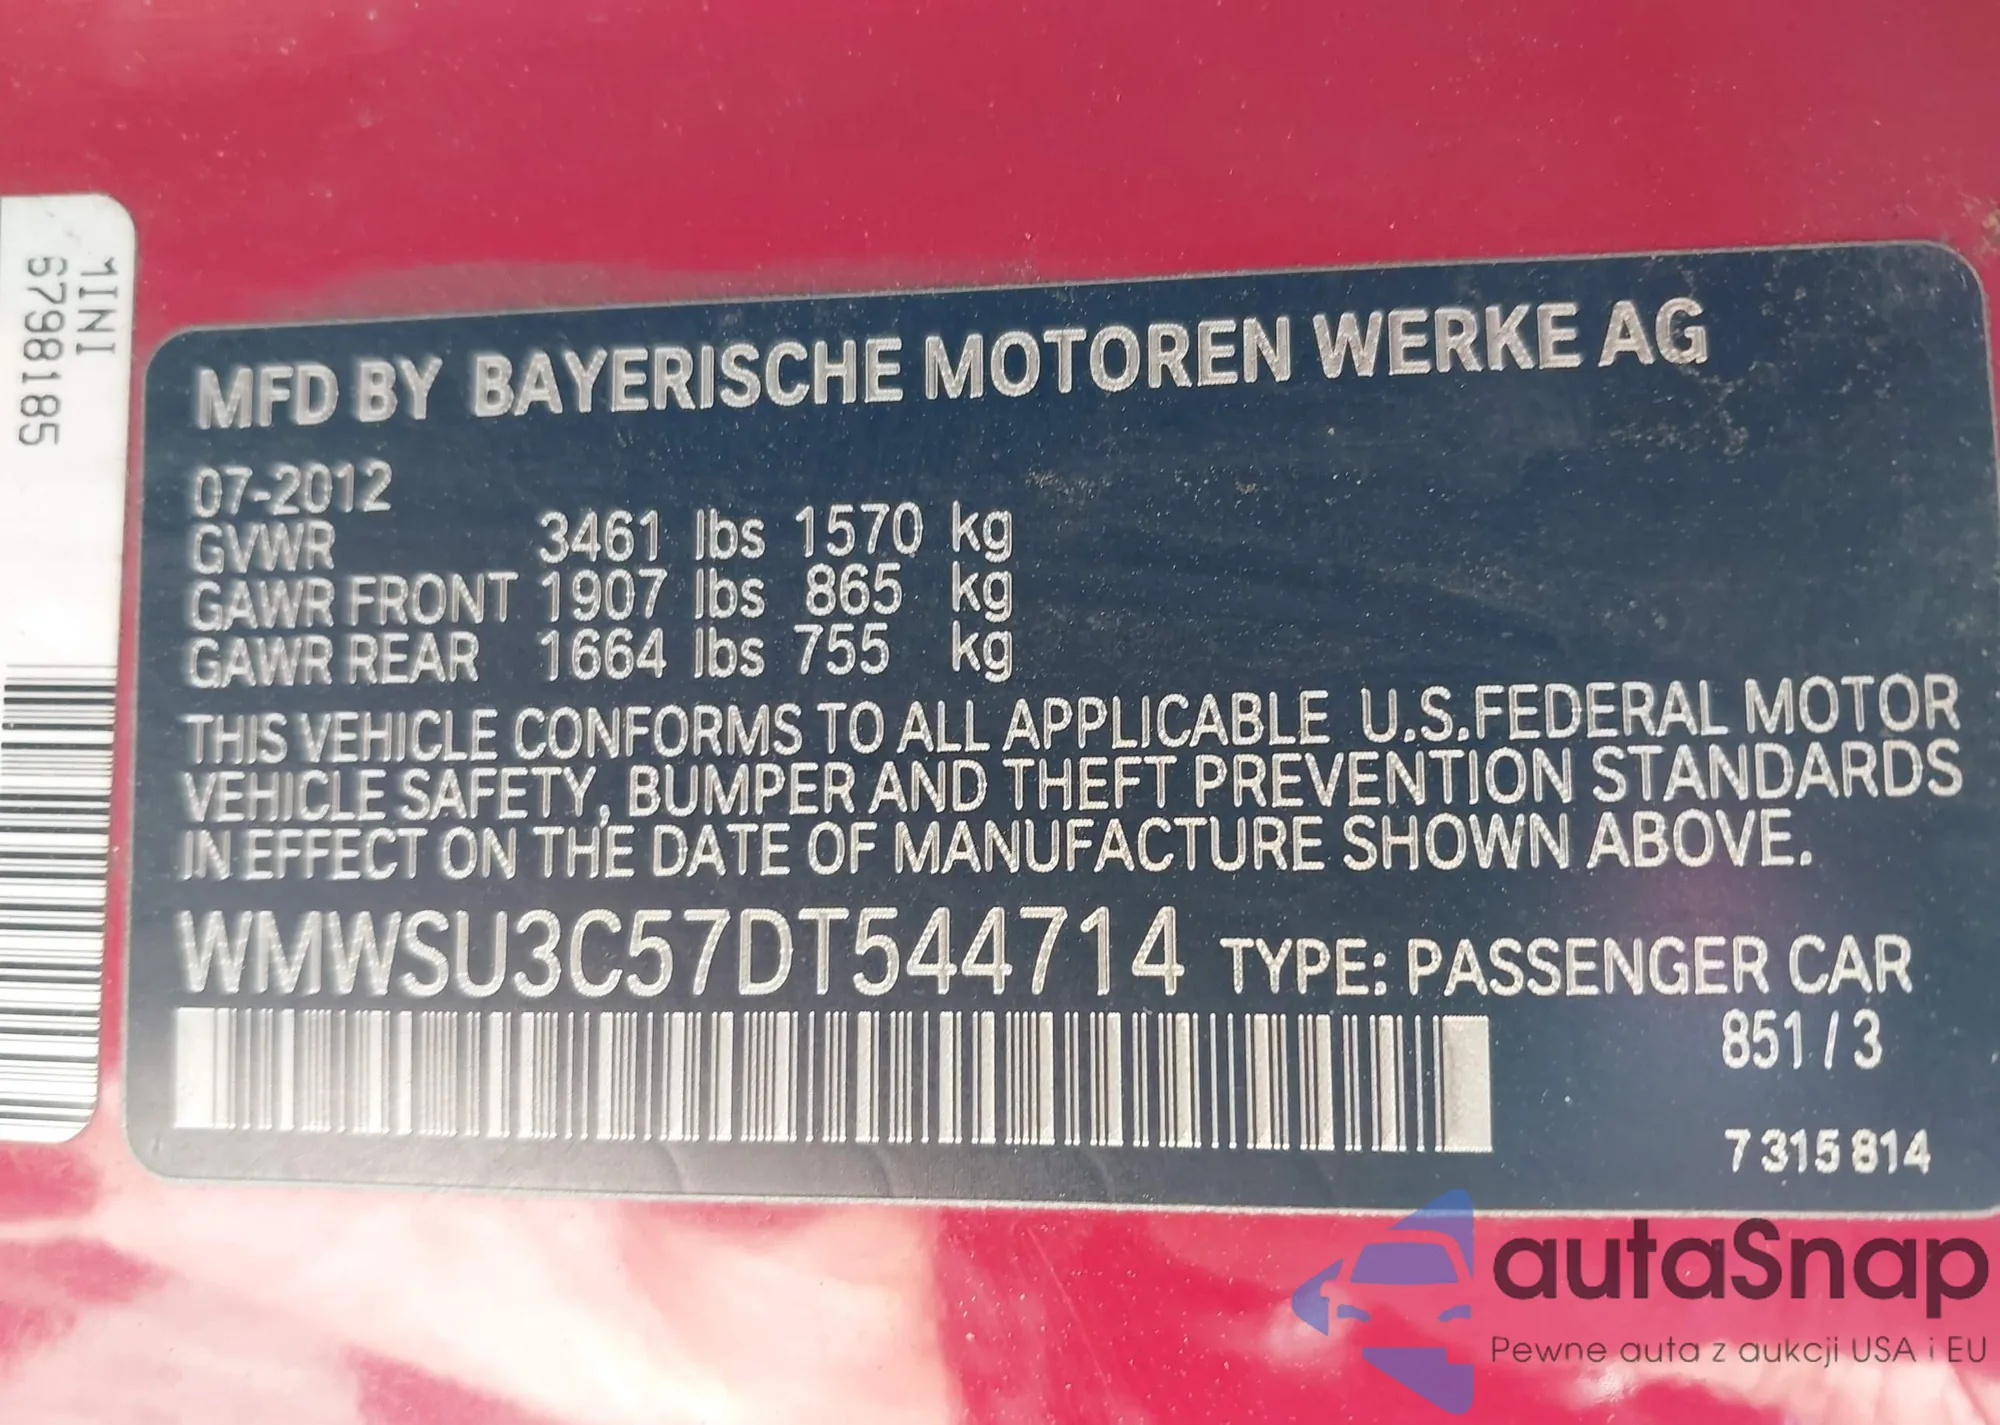 1INI
6798185
MFD BY BAYERISCHE MOTOREN WERKE AG
07-2012
GVWR 3461 lbs 1570 kg
GAWR FRONT 1907 lbs 865 kg
GAWR REAR 1664 lbs 755 kg
THIS VEHICLE CONFORMS TO ALL APPLICABLE U.S.FEDERAL MOTOR
VEHICLE SAFETY, BUMPER AND THEFT PREVENTION STANDARDS
IN EFFECT ON THE DATE OF MANUFACTURE SHOWN ABOVE.
WMWSU3C57DT544714 TYPE: PASSENGER CAR
851 / 3
7 315 814
autaSnap
Pewne auta z aukcji USA i EU